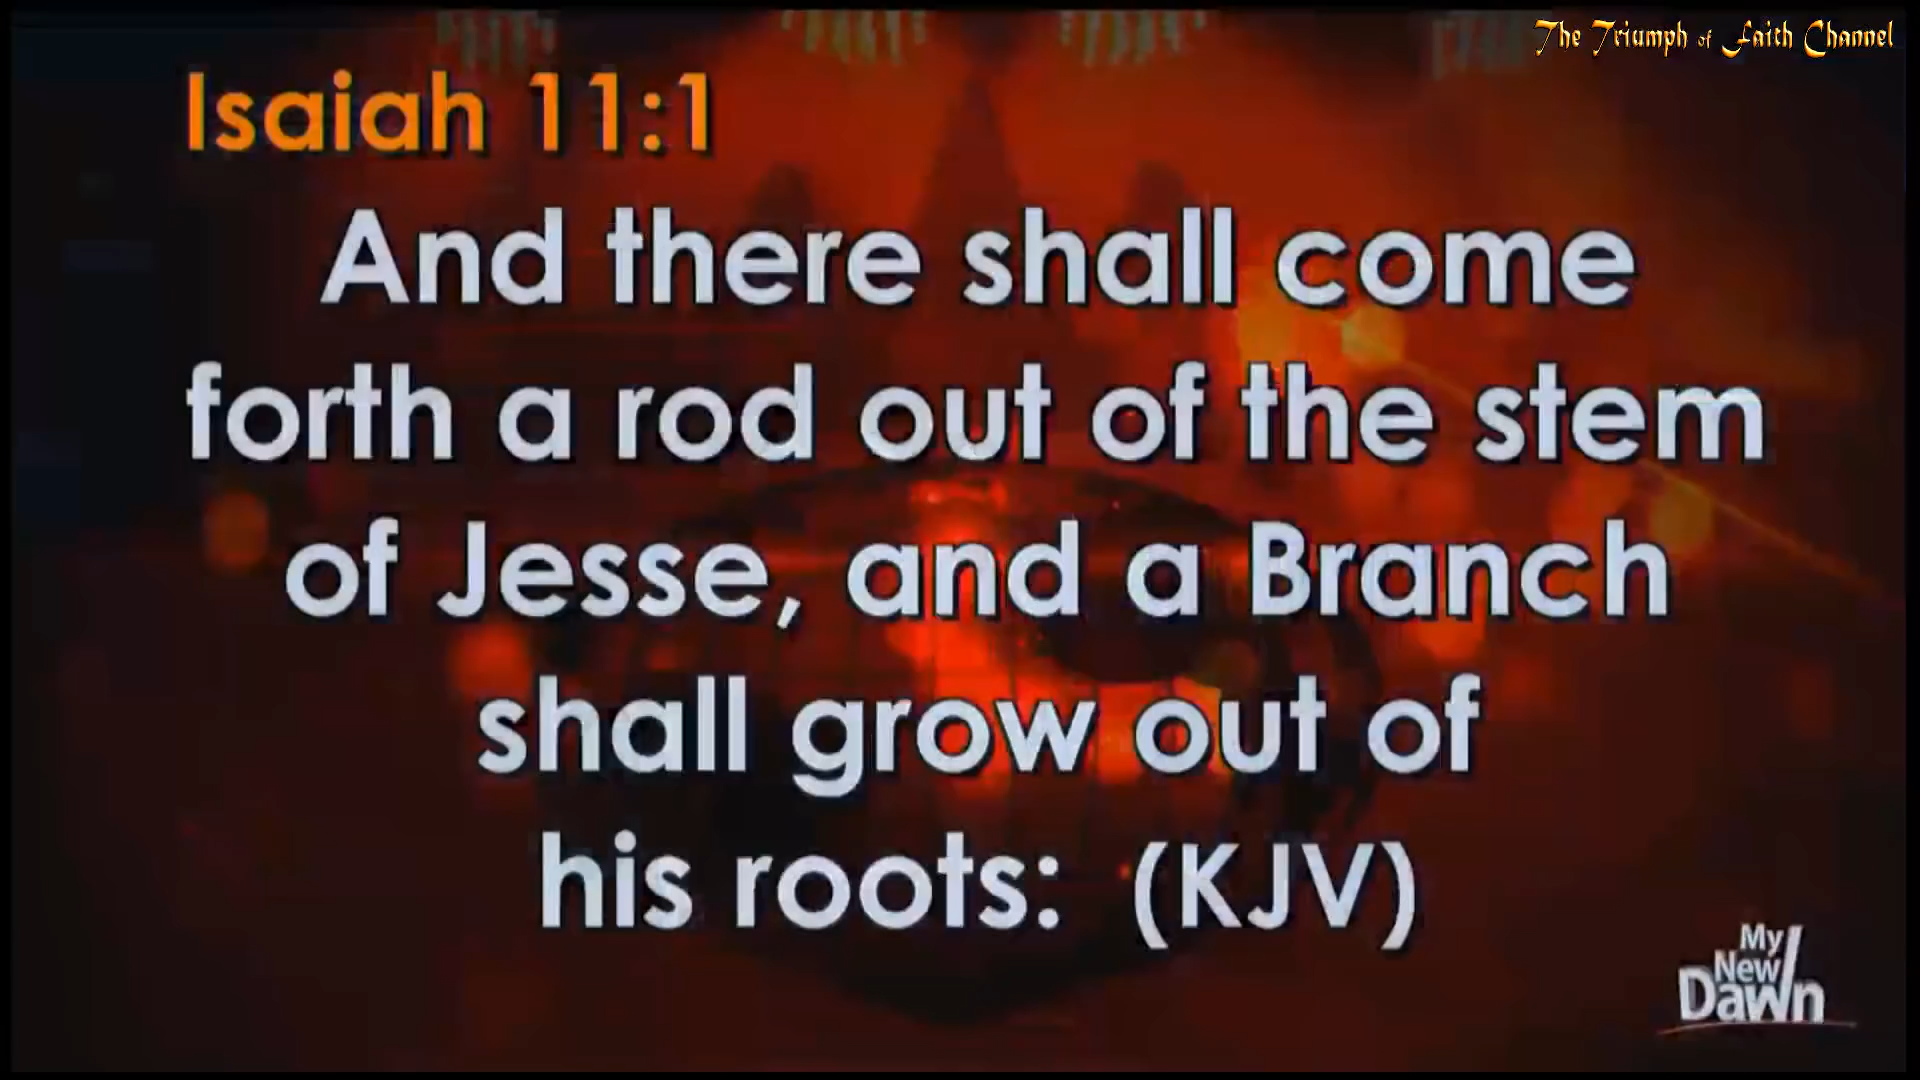 The Triumph of Faith Channel
Isaiah 11:1
And there shall come
forth a rod out of the stem
of Jesse, and a Branch
shall grow out of
his roots: (KJV)
My
New
Dawn